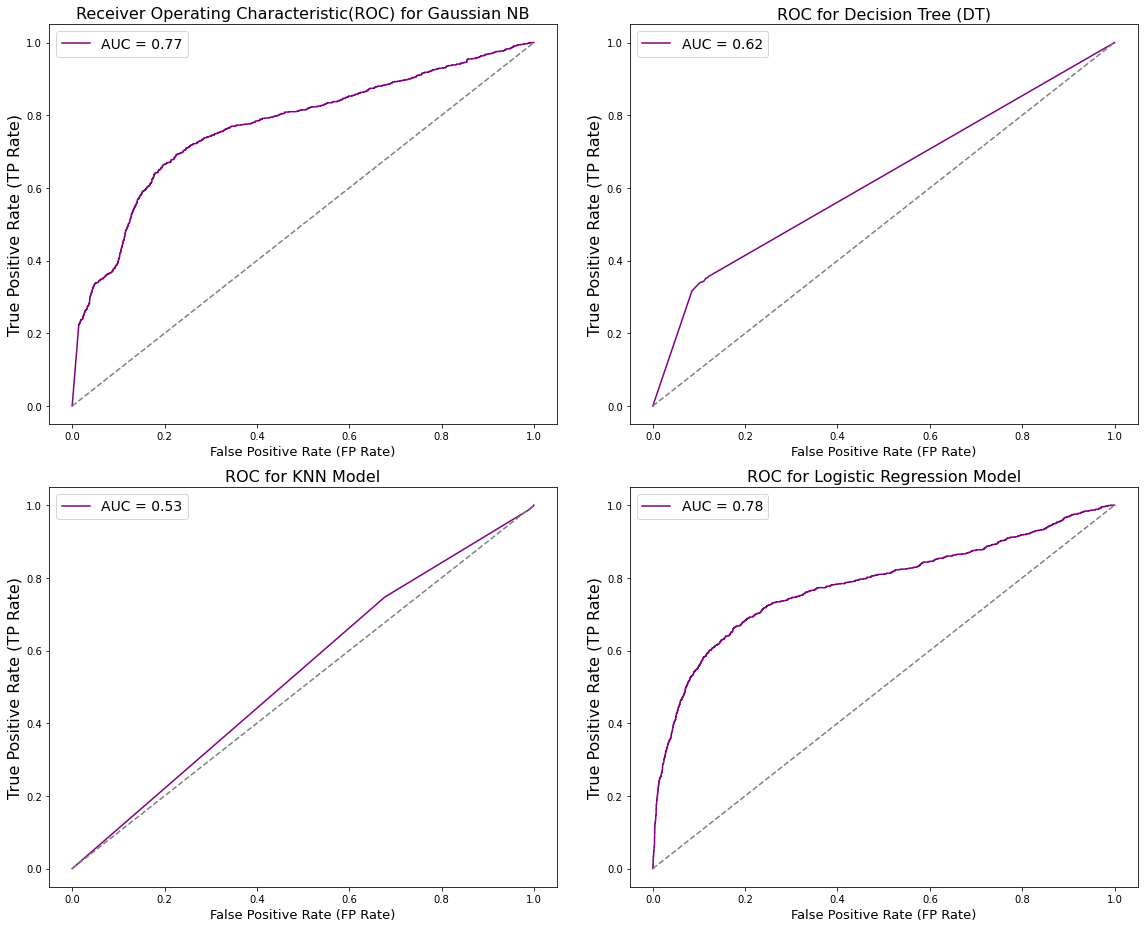 Receiver Operating Characteristic(ROC) for Gaussian NB
AUC = 0.77
True Positive Rate (TP Rate)
1.0
0.8
0.6
0.4
0.2
0.0
0.0 0.2 0.4 0.6 0.8 1.0
False Positive Rate (FP Rate)
ROC for Decision Tree (DT)
AUC = 0.62
True Positive Rate (TP Rate)
1.0
0.8
0.6
0.4
0.2
0.0
0.0 0.2 0.4 0.6 0.8 1.0
False Positive Rate (FP Rate)
ROC for KNN Model
AUC = 0.53
True Positive Rate (TP Rate)
1.0
0.8
0.6
0.4
0.2
0.0
0.0 0.2 0.4 0.6 0.8 1.0
False Positive Rate (FP Rate)
ROC for Logistic Regression Model
AUC = 0.78
True Positive Rate (TP Rate)
1.0
0.8
0.6
0.4
0.2
0.0
0.0 0.2 0.4 0.6 0.8 1.0
False Positive Rate (FP Rate)